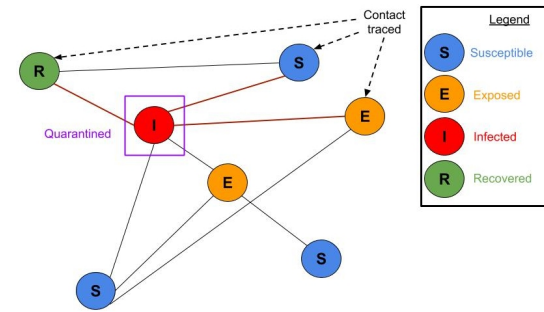 Contact
traced
R
S
Quarantined
I
E
E
S
S
Legend
S Susceptible
E Exposed
I Infected
R Recovered